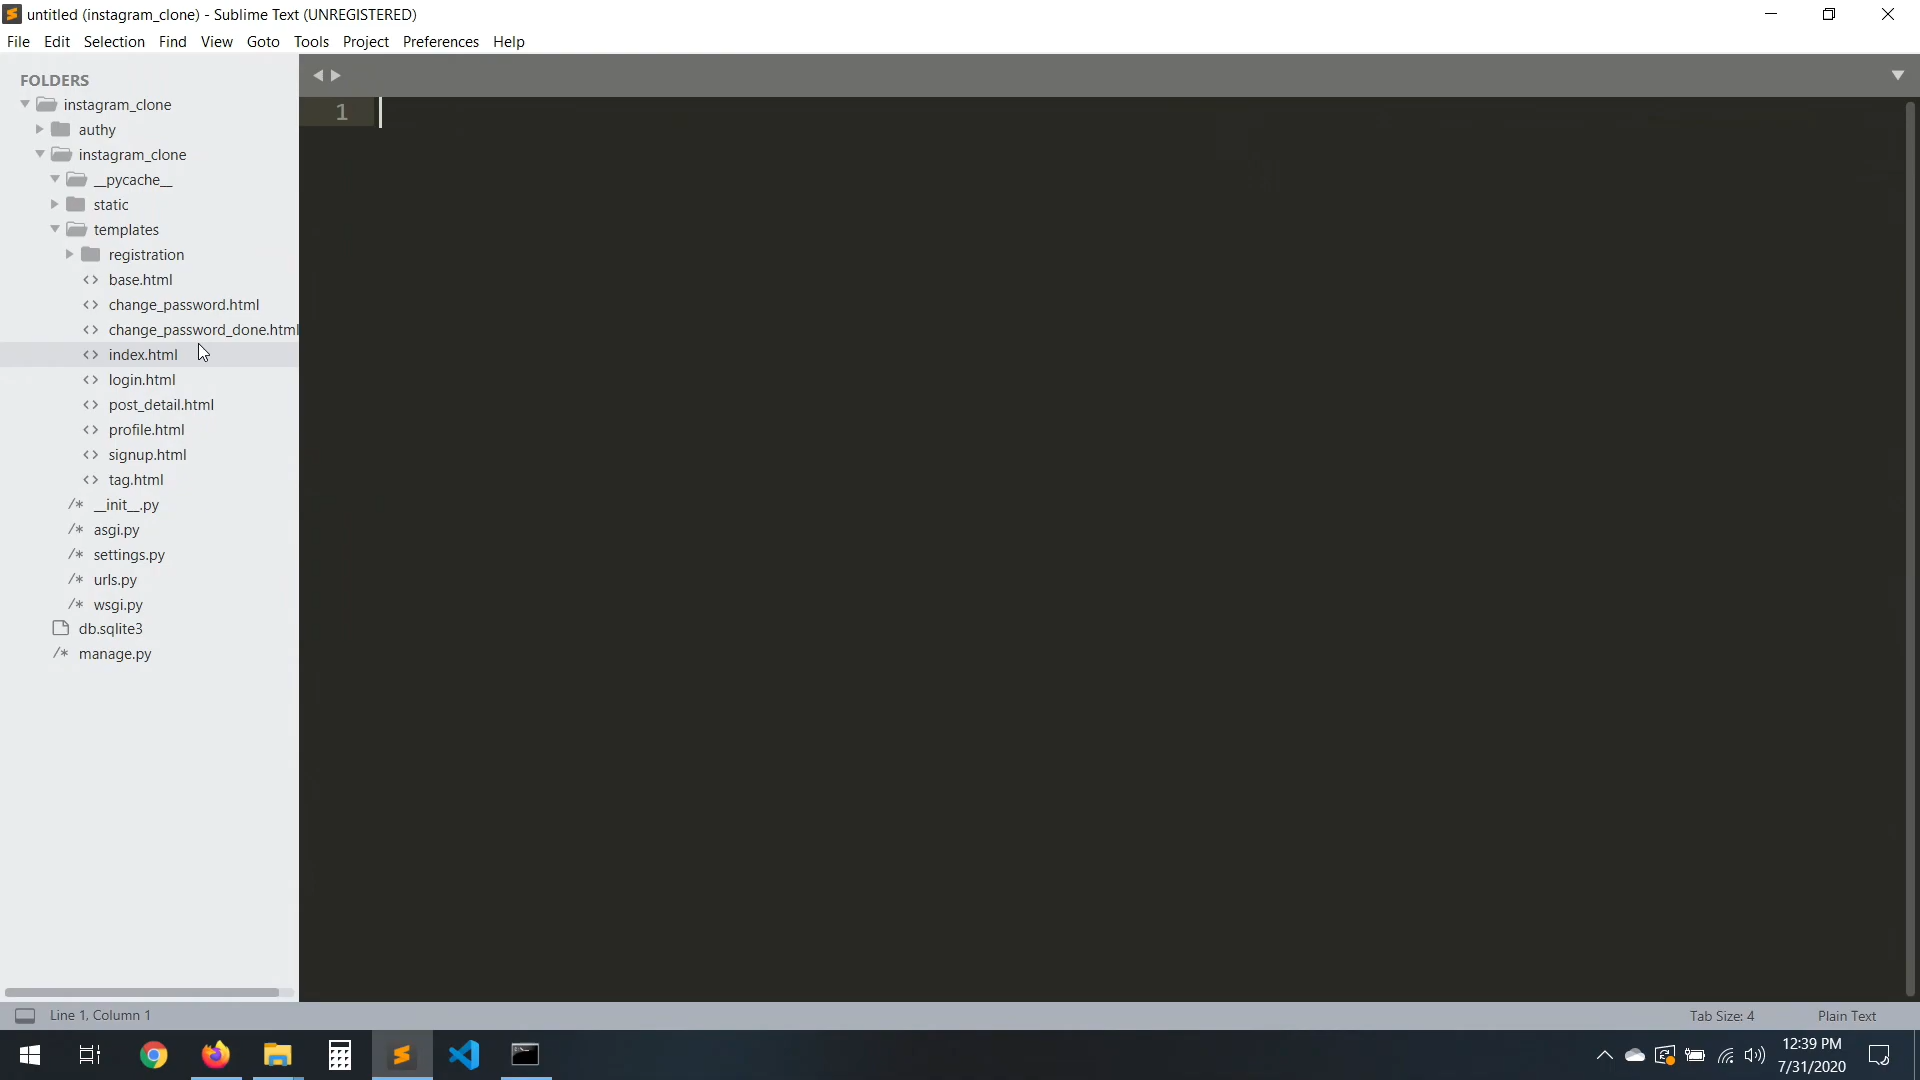 untitled (instagram_clone) - Sublime Text (UNREGISTERED)
File Edit Selection Find View Goto Tools Project Preferences Help
FOLDERS
instagram_clone
authy
instagram_clone
__pycache__
static
templates
registration
<> base.html
<> change_password.html
<> change_password_done.html
<> index.html
<> login.html
<> post_detail.html
<> profile.html
<> signup.html
<> tag.html
/* __init__.py
/* asgi.py
/* settings.py
/* urls.py
/* wsgi.py
db.sqlite3
/* manage.py
1
Line 1, Column 1
Tab Size: 4
Plain Text
12:39 PM
7/31/2020